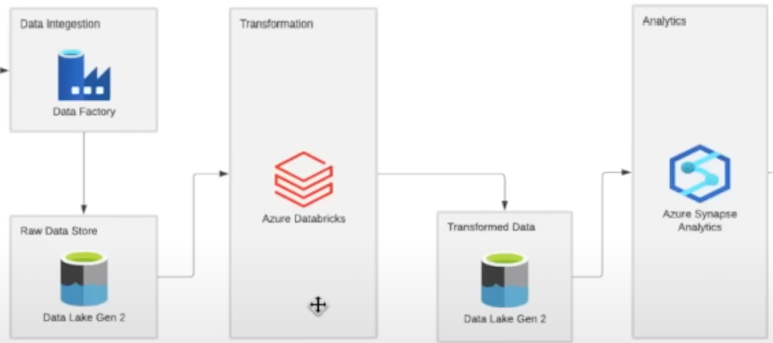 Data Integestion
Data Factory
Raw Data Store
Data Lake Gen 2
Transformation
Azure Databricks
Transformed Data
Data Lake Gen 2
Analytics
Azure Synapse
Analytics